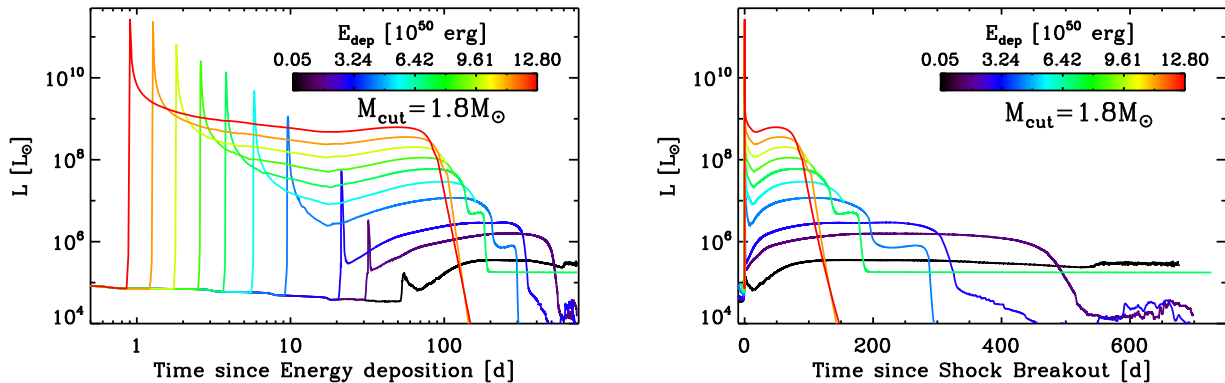 E_dep [10^50 erg]
0.05 3.24 6.42 9.61 12.80
M_cut=1.8M_⊙
L [L_⊙]
10^10
10^8
10^6
10^4
1 10 100
Time since Energy deposition [d]
E_dep [10^50 erg]
0.05 3.24 6.42 9.61 12.80
M_cut=1.8M_⊙
L [L_⊙]
10^10
10^8
10^6
10^4
0 200 400 600
Time since Shock Breakout [d]